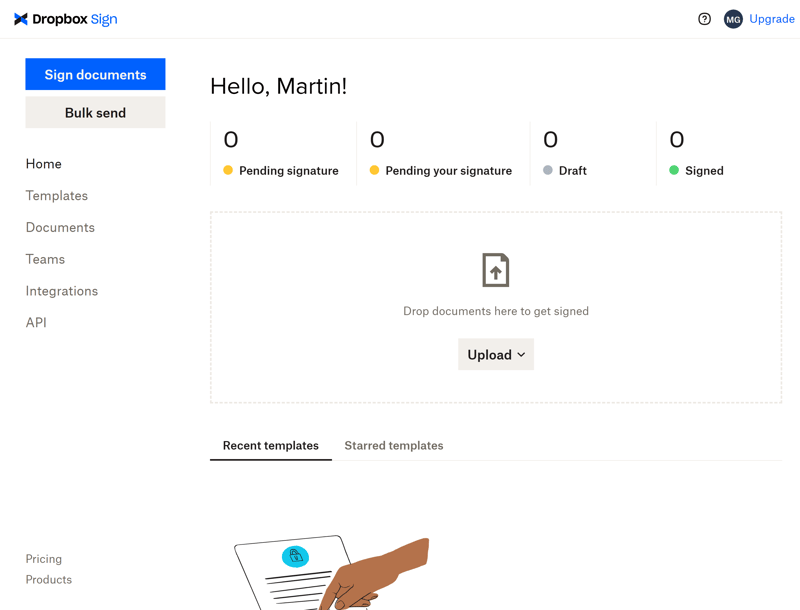 Dropbox Sign
MG Upgrade
Sign documents
Bulk send
Home
Templates
Documents
Teams
Integrations
API
Pricing
Products
Hello, Martin!
0 0 0 0
Pending signature Pending your signature Draft Signed
Drop documents here to get signed
Upload
Recent templates Starred templates